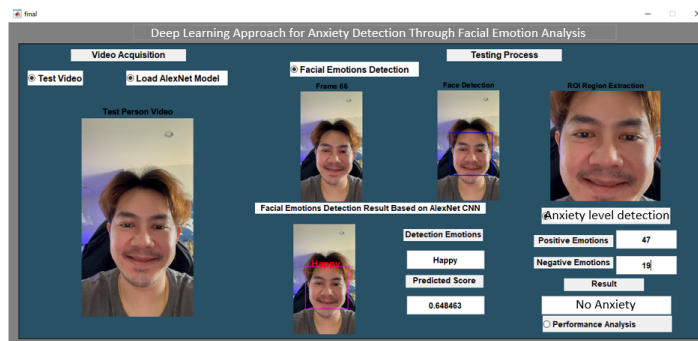 final
Deep Learning Approach for Anxiety Detection Through Facial Emotion Analysis
Video Acquisition
Test Video
Load AlexNet Model
Test Person Video
Testing Process
Facial Emotions Detection
Frame 66
Face Detection
ROI Region Extraction
Facial Emotions Detection Result Based on AlexNet CNN
Happy
Detection Emotions
Happy
Predicted Score
0.648463
Anxiety level detection
Positive Emotions
47
Negative Emotions
19
Result
No Anxiety
Performance Analysis